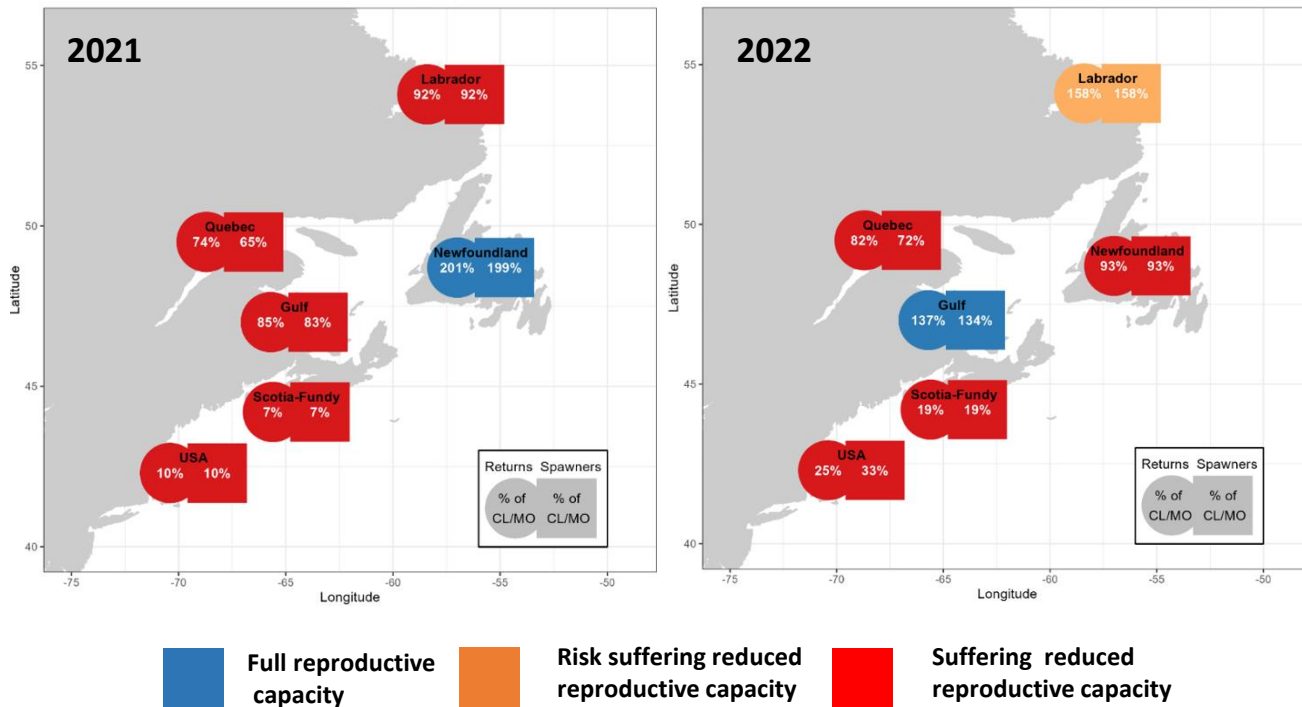 2021
55
50
45
40
Latitude
Labrador
92% 92%
Quebec
74% 65%
Newfoundland
201% 199%
Gulf
85% 83%
Scotia-Fundy
7% 7%
USA
10% 10%
Returns Spawners
% of % of
CL/MO CL/MO
-75 -70 -65 -60 -55 -50
Longitude
2022
55
50
45
40
Latitude
Labrador
158% 158%
Quebec
82% 72%
Newfoundland
93% 93%
Gulf
137% 134%
Scotia-Fundy
19% 19%
USA
25% 33%
Returns Spawners
% of % of
CL/MO CL/MO
-75 -70 -65 -60 -55 -50
Longitude
Full reproductive
capacity
Risk suffering reduced
reproductive capacity
Suffering reduced
reproductive capacity